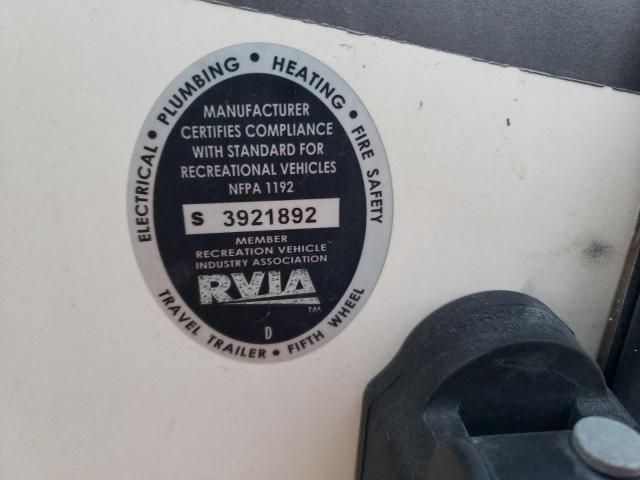 ELECTRICAL • PLUMBING • HEATING • FIRE SAFETY
MANUFACTURER
CERTIFIES COMPLIANCE
WITH STANDARD FOR
RECREATIONAL VEHICLES
NFPA 1192
S 3921892
MEMBER
RECREATION VEHICLE
INDUSTRY ASSOCIATION
RVIA
TM
D
TRAVEL TRAILER • FIFTH WHEEL